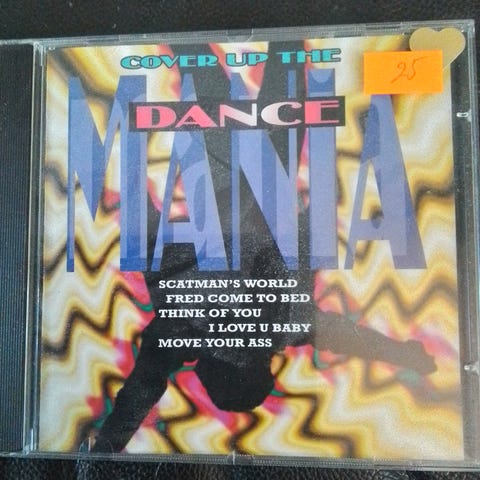 COVER UP THE
DANCE
MANIA
25
SCATMAN'S WORLD
FRED COME TO BED
THINK OF YOU
I LOVE U BABY
MOVE YOUR ASS